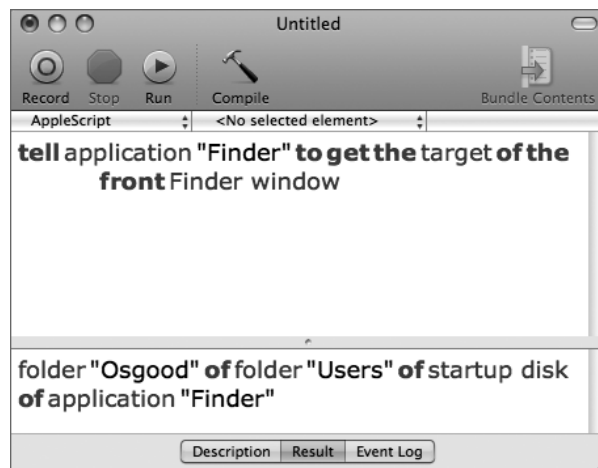 Untitled
Record Stop Run Compile Bundle Contents
AppleScript <No selected element>
tell application "Finder" to get the target of the
front Finder window
folder "Osgood" of folder "Users" of startup disk
of application "Finder"
Description Result Event Log